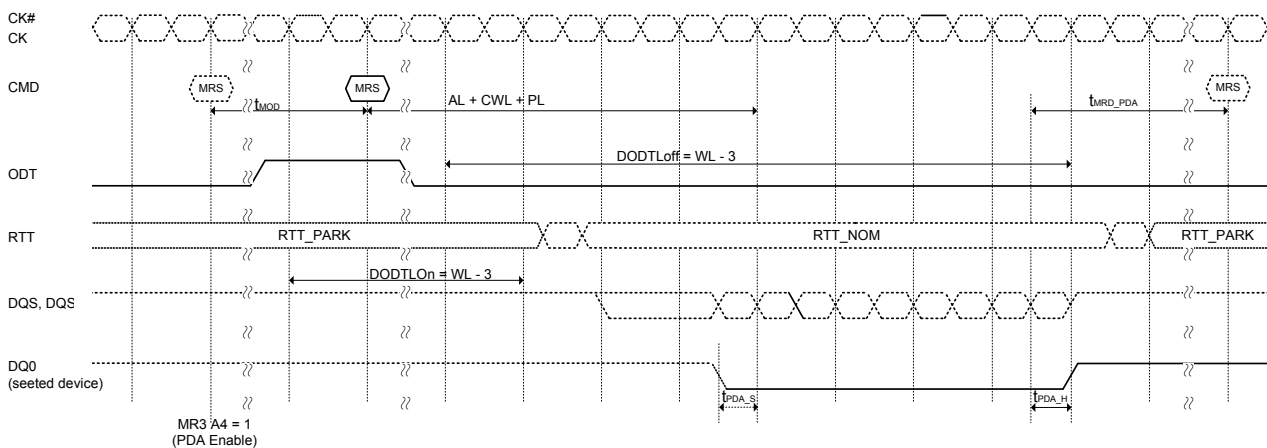 CK#
CK
CMD
MRS
MRS
MRS
tMOD
AL + CWL + PL
tMRD_PDA
DODTLoff = WL - 3
ODT
RTT
RTT_PARK
RTT_NOM
RTT_PARK
DODTLOn = WL - 3
DQS, DQS
DQ0
(seeted device)
tPDA_S
tPDA_H
MR3 A4 = 1
(PDA Enable)